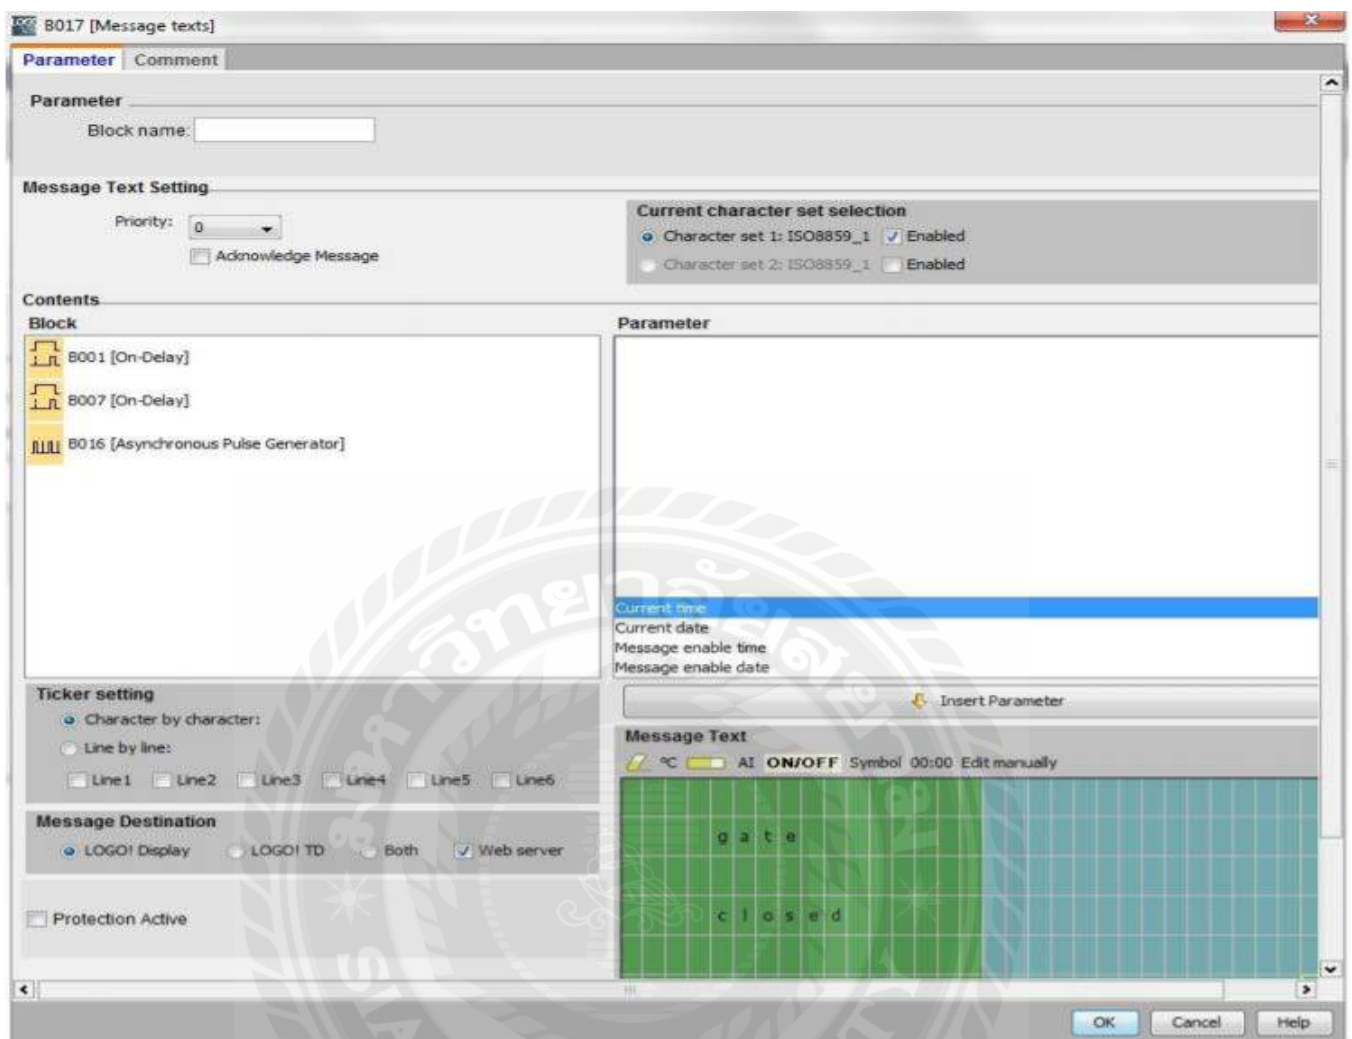 B017 [Message texts]
Parameter Comment
Parameter
Block name:
Message Text Setting
Priority: 0
Acknowledge Message
Current character set selection
Character set 1: ISO8859_1 Enabled
Character set 2: ISO8859_1 Enabled
Contents
Block
B001 [On-Delay]
B007 [On-Delay]
B016 [Asynchronous Pulse Generator]
Parameter
Current time
Current date
Message enable time
Message enable date
Insert Parameter
Ticker setting
Character by character:
Line by line:
Line1 Line2 Line3 Line4 Line5 Line6
Message Destination
LOGO! Display LOGO! TD Both Web server
Protection Active
Message Text
°C AI ON/OFF Symbol 00:00 Edit manually
gate
closed
OK Cancel Help